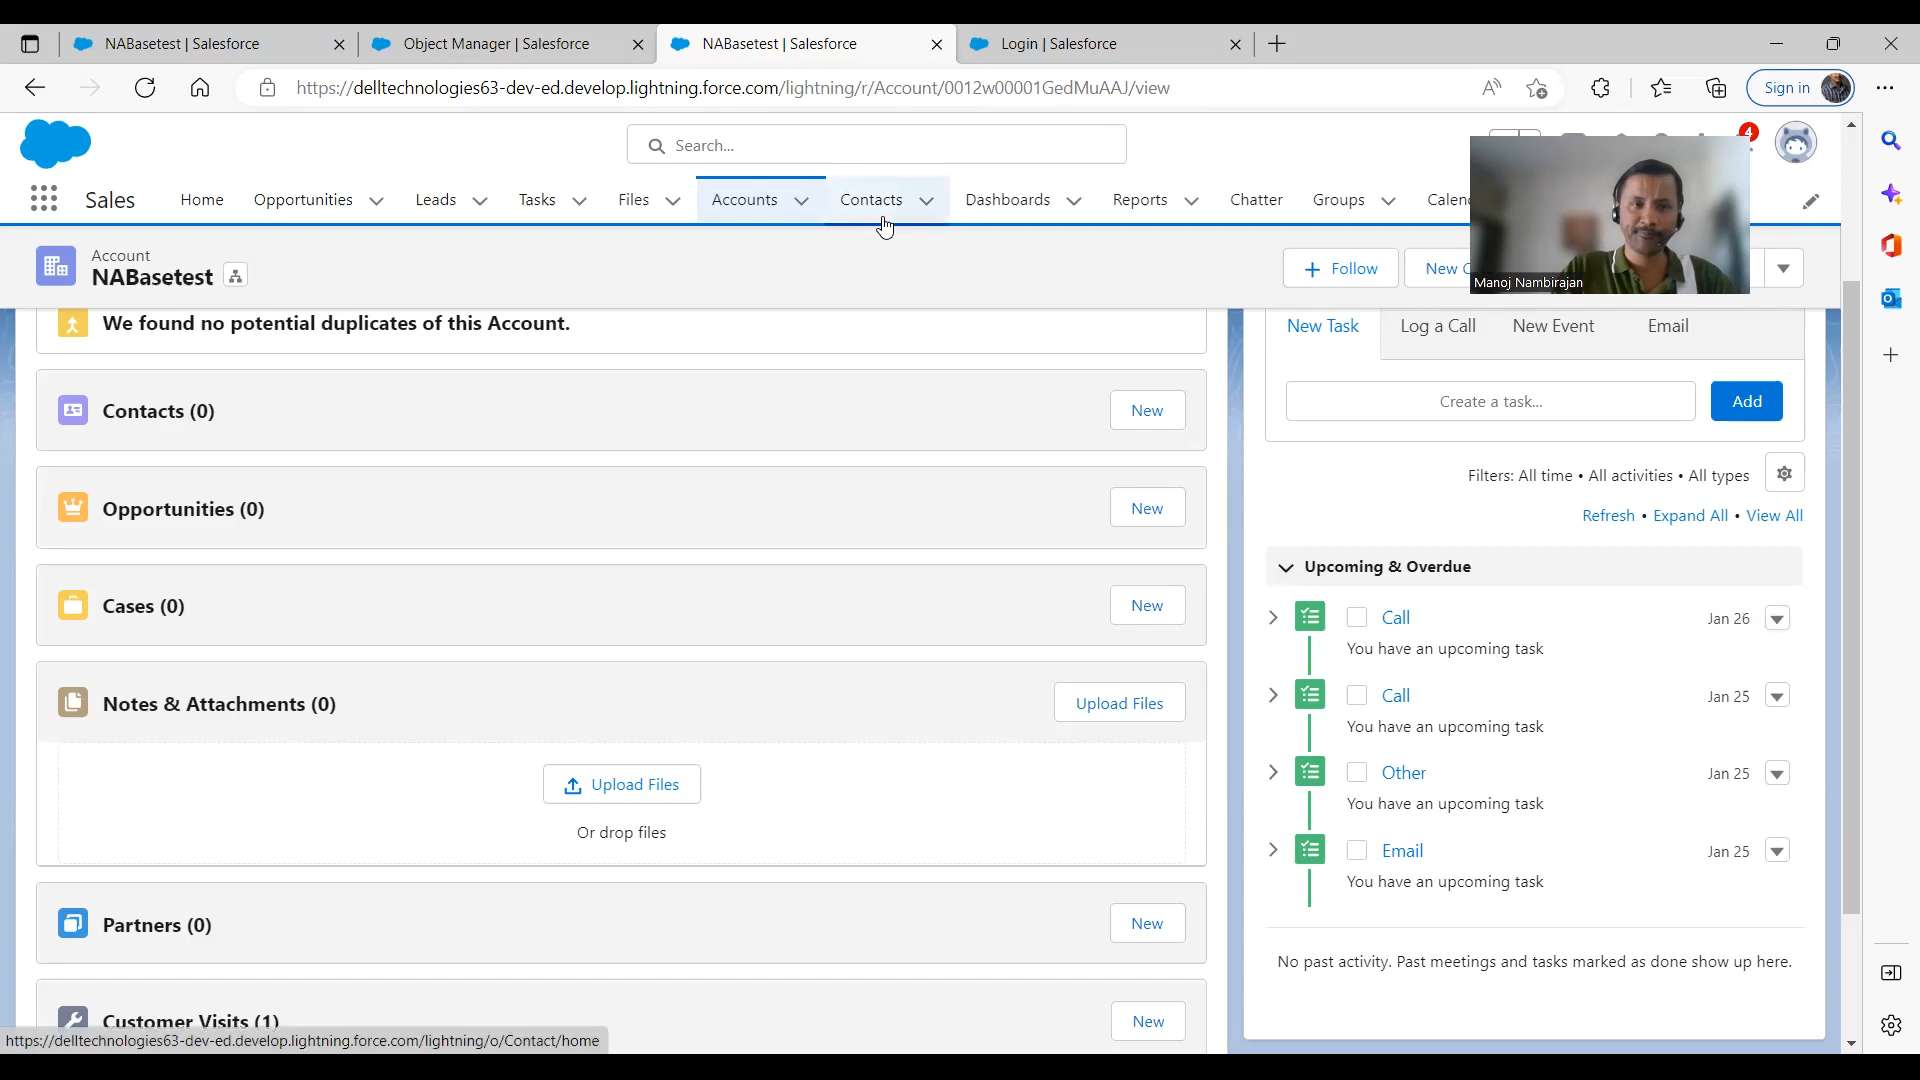 NABasetest | Salesforce
Object Manager | Salesforce
NABasetest | Salesforce
Login | Salesforce
https://delltechnologies63-dev-ed.develop.lightning.force.com/lightning/r/Account/0012w00001GedMuAAJ/view
Sign in
Search...
4
Sales
Home
Opportunities
Leads
Tasks
Files
Accounts
Contacts
Dashboards
Reports
Chatter
Groups
Manoj Nambirajan
Account
NABasetest
Follow
New
We found no potential duplicates of this Account.
Contacts (0)
New
Opportunities (0)
New
Cases (0)
New
Notes & Attachments (0)
Upload Files
Upload Files
Or drop files
Partners (0)
New
Customer Visits (1)
New
https://delltechnologies63-dev-ed.develop.lightning.force.com/lightning/o/Contact/home
New Task
Log a Call
New Event
Email
Create a task...
Add
Filters: All time • All activities • All types
Refresh • Expand All • View All
Upcoming & Overdue
Call
Jan 26
You have an upcoming task
Call
Jan 25
You have an upcoming task
Other
Jan 25
You have an upcoming task
Email
Jan 25
You have an upcoming task
No past activity. Past meetings and tasks marked as done show up here.